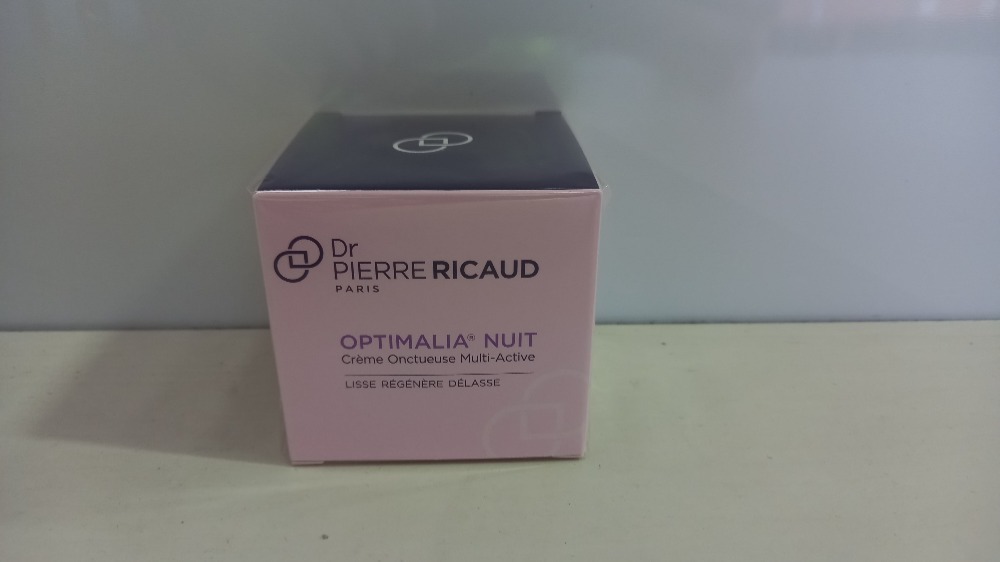 Dr
PIERRE RICAUD
PARIS
OPTIMALIA® NUIT
Crème Onctueuse Multi-Active
LISSE RÉGÉNÈRE DÉLASSE